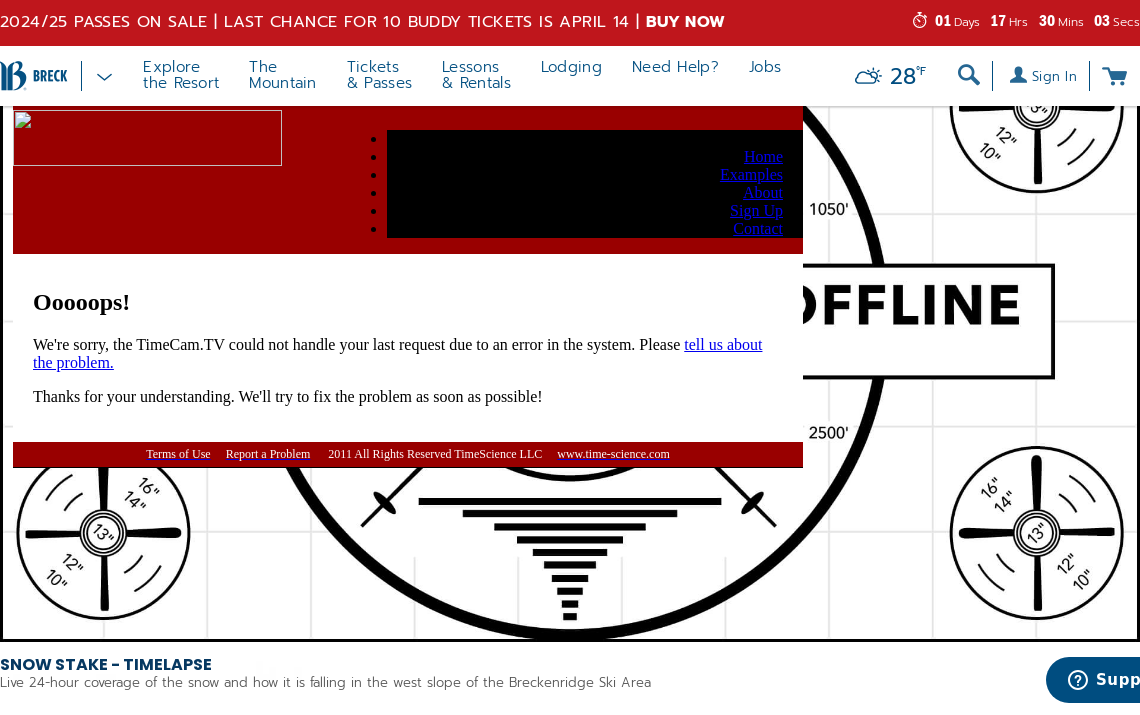 2024/25 PASSES ON SALE | LAST CHANCE FOR 10 BUDDY TICKETS IS APRIL 14 | BUY NOW
01 Days 17 Hrs 30 Mins 03 Secs
BRECK
Explore the Resort
The Mountain
Tickets & Passes
Lessons & Rentals
Lodging
Need Help?
Jobs
28°F
Sign In
Home
Examples
About
Sign Up
Contact
12"
10"
1050'
OFFLINE
Ooooops!
We're sorry, the TimeCam.TV could not handle your last request due to an error in the system. Please tell us about
the problem.
Thanks for your understanding. We'll try to fix the problem as soon as possible!
2500'
Terms of Use Report a Problem 2011 All Rights Reserved TimeScience LLC www.time-science.com
16"
14"
13"
12"
10"
16"
14"
13"
12"
10"
SNOW STAKE - TIMELAPSE
Live 24-hour coverage of the snow and how it is falling in the west slope of the Breckenridge Ski Area
Supp